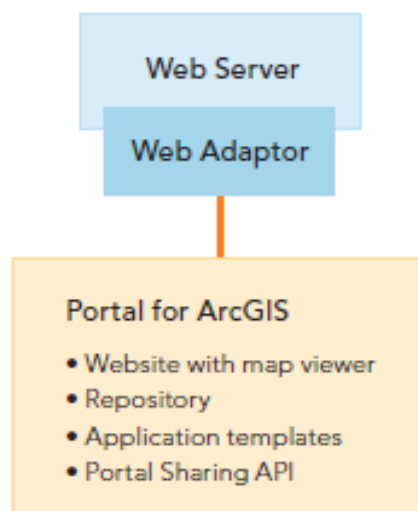 Web Server
Web Adaptor
Portal for ArcGIS
• Website with map viewer
• Repository
• Application templates
• Portal Sharing API